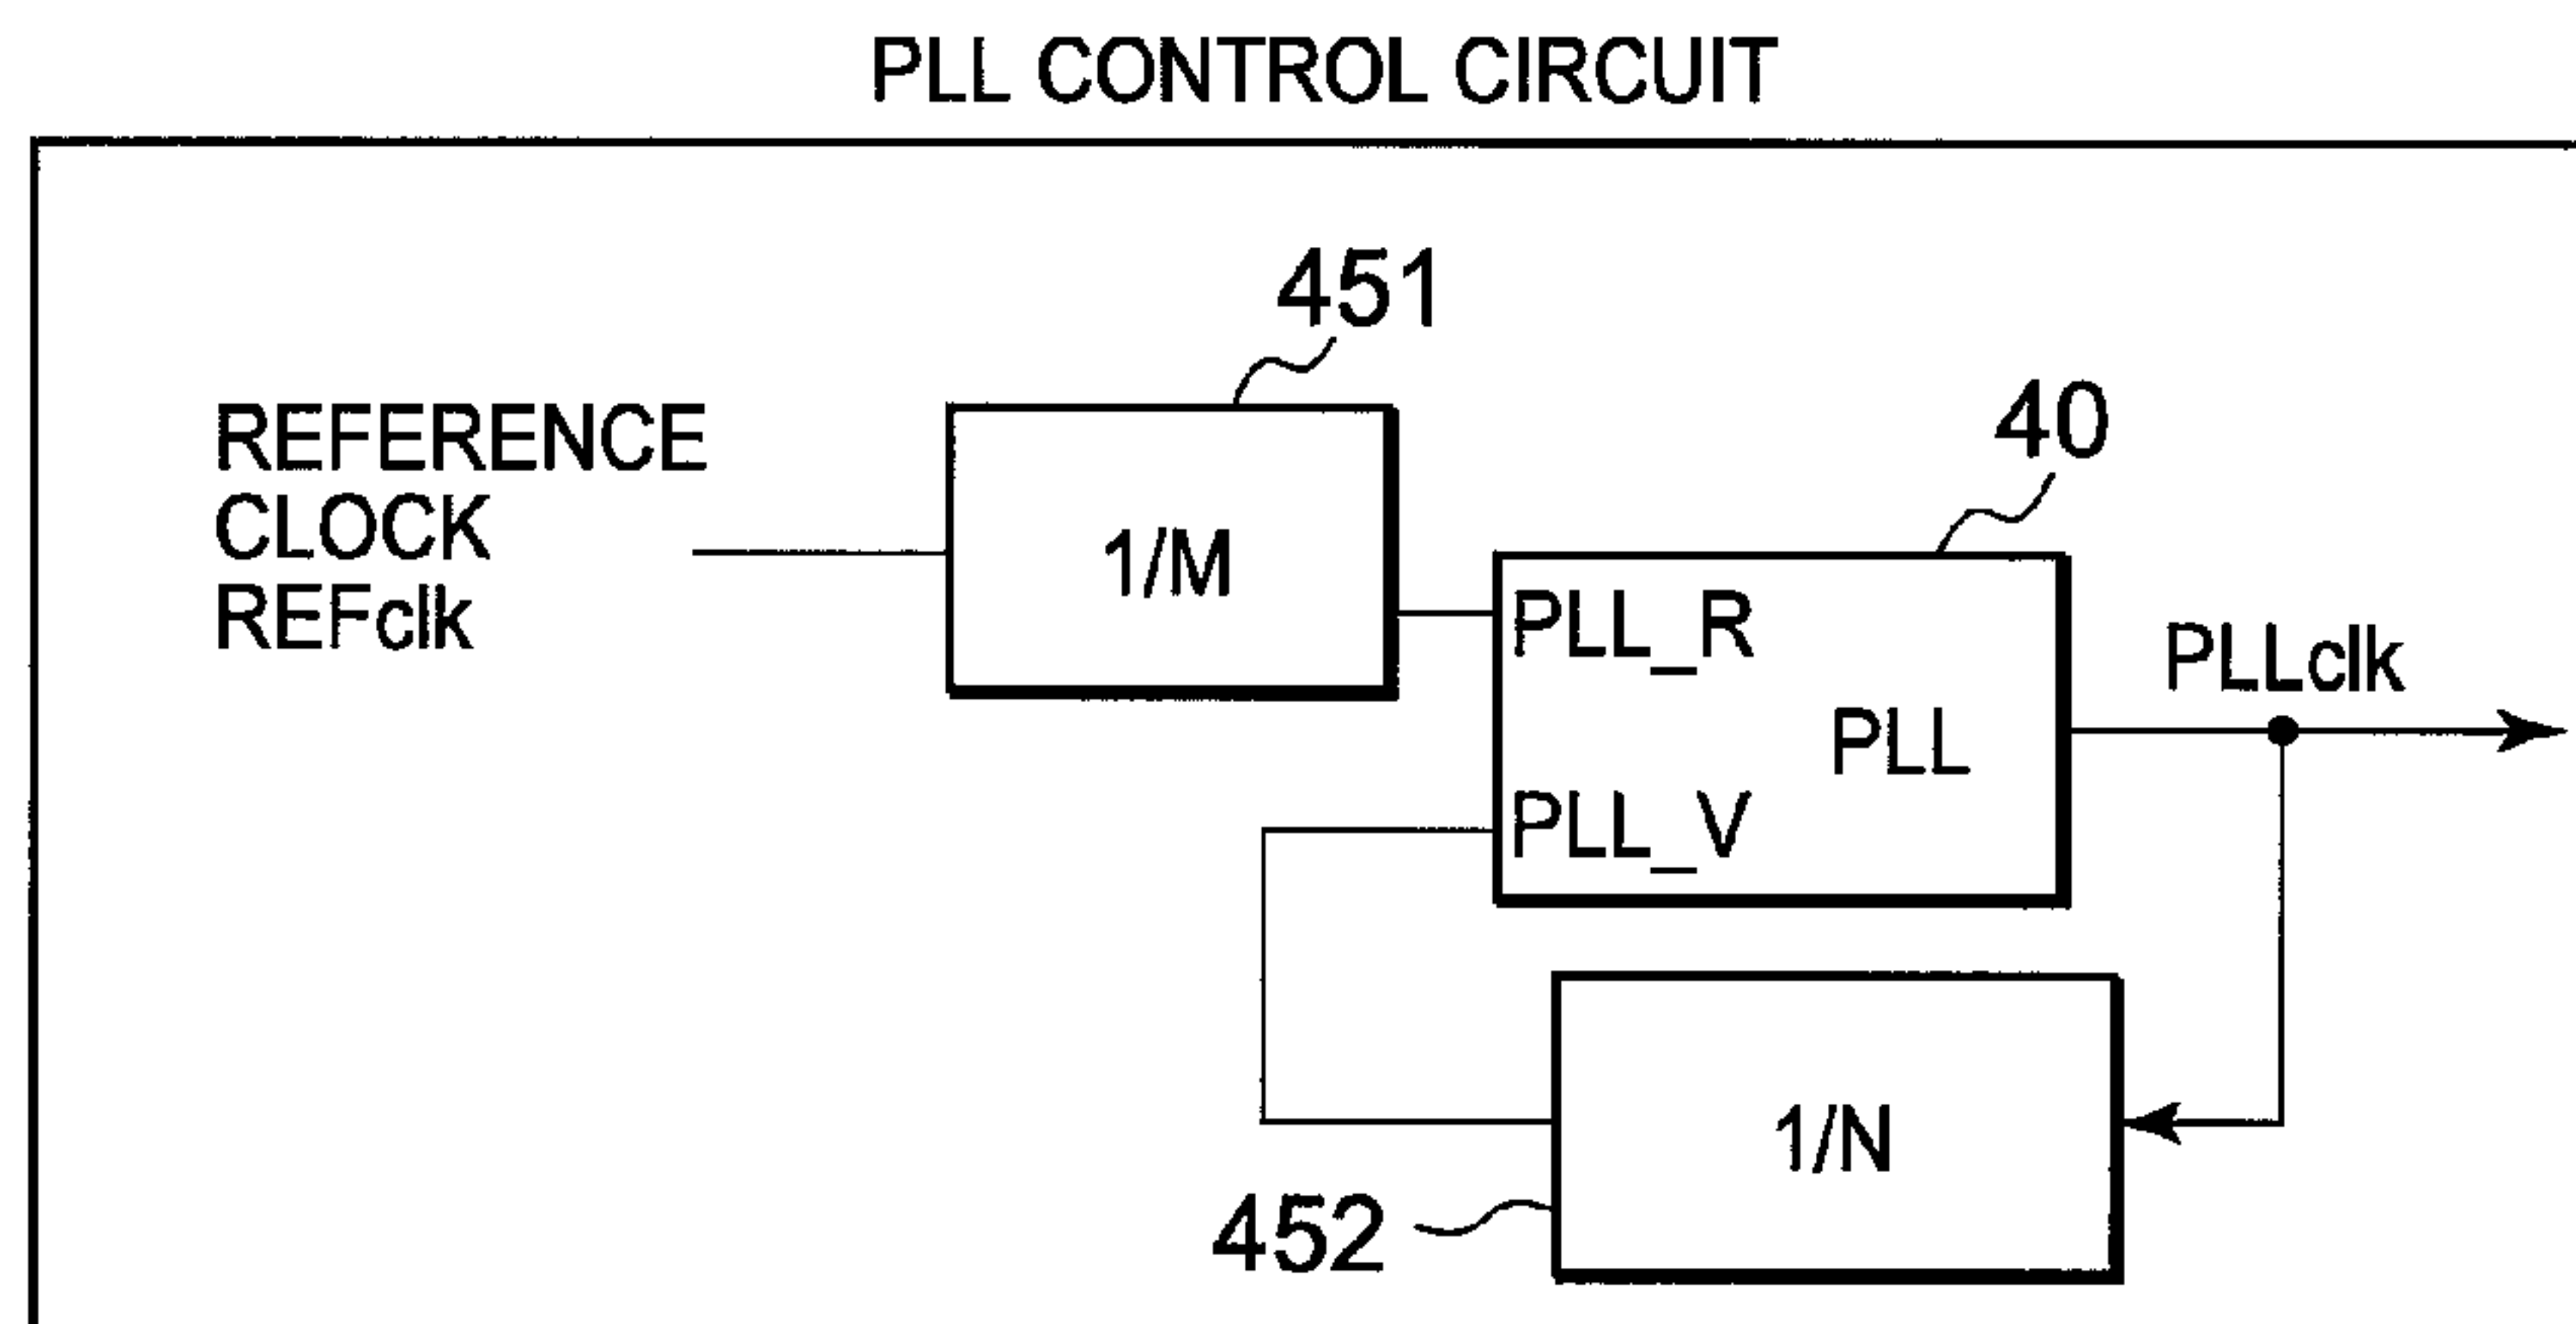 PLL CONTROL CIRCUIT
451
REFERENCE
CLOCK
REFclk
1/M
40
PLL_R
PLLclk
PLL
PLL_V
1/N
452